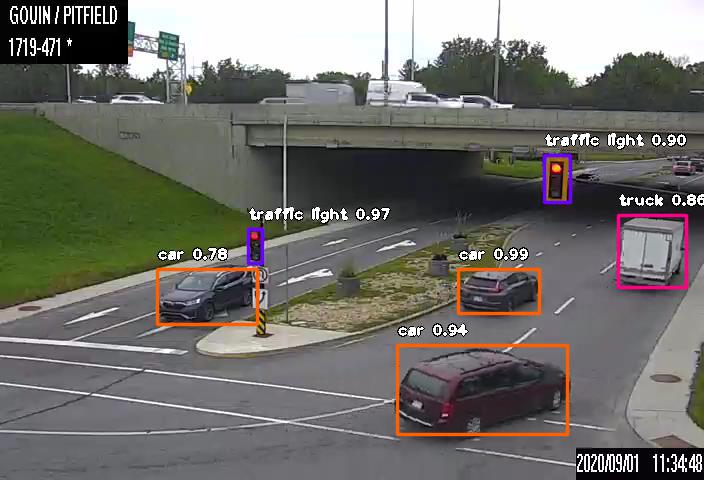 GOUIN / PITFIELD
1719-471 *
traffic light 0.90
truck 0.86
traffic light 0.97
car 0.78
car 0.99
car 0.94
2020/09/01 11:34:48